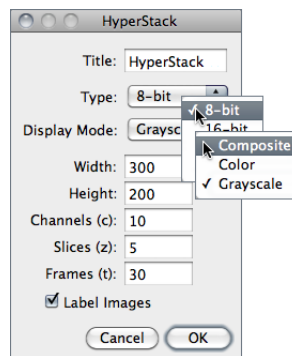 HyperStack
Title: HyperStack
Type: 8-bit
✓ 8-bit
16-bit
Display Mode: Graysc
Composite
Color
✓ Grayscale
Width: 300
Height: 200
Channels (c): 10
Slices (z): 5
Frames (t): 30
Label Images
Cancel OK